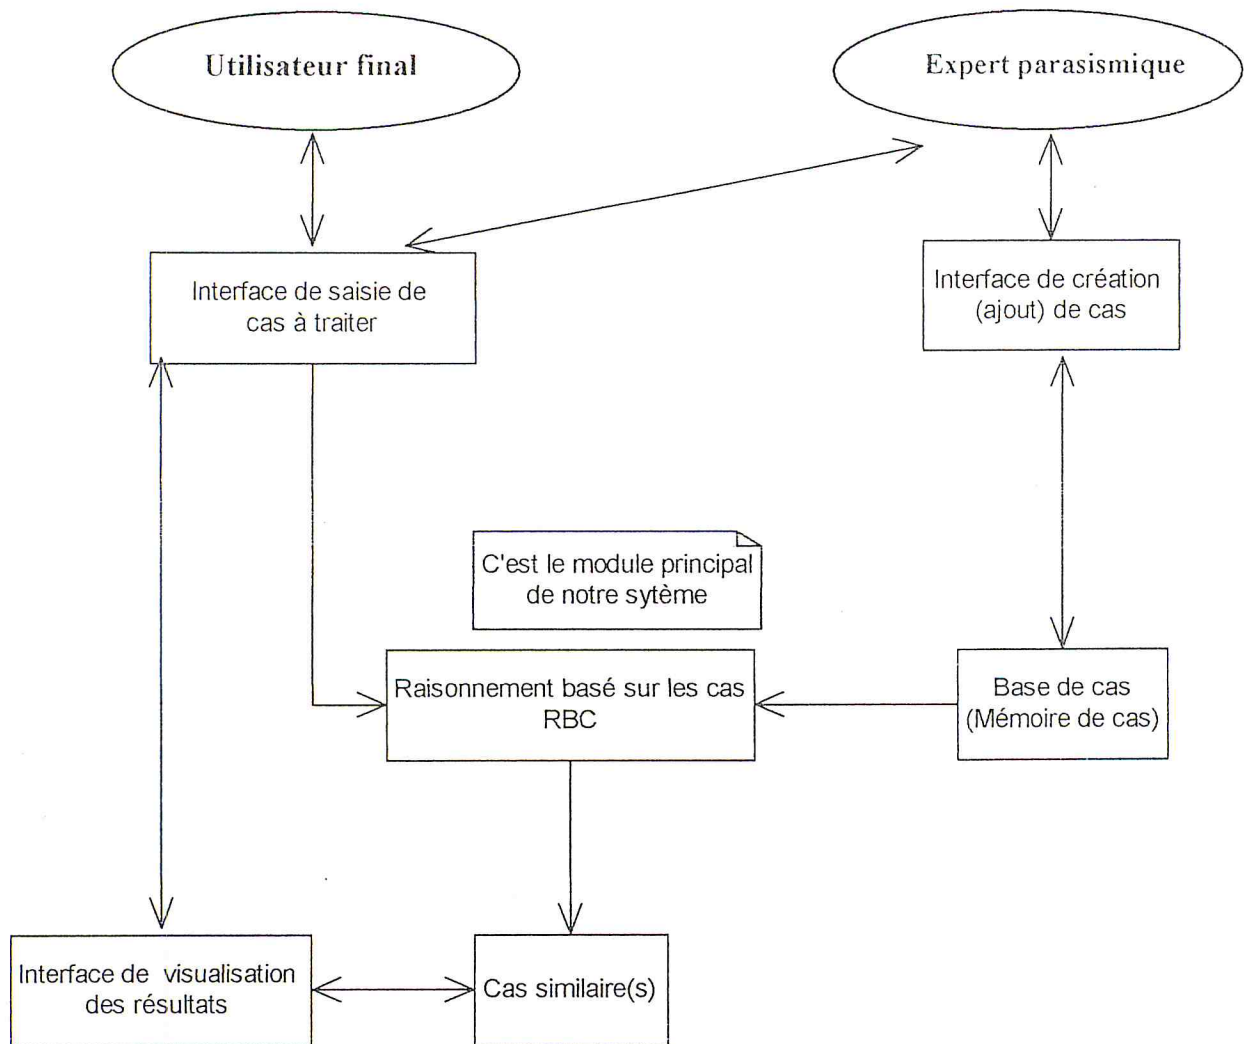 Utilisateur final
Expert parasismique
Interface de saisie de
cas à traiter
Interface de création
(ajout) de cas
C'est le module principal
de notre sytème
Raisonnement basé sur les cas
RBC
Base de cas
(Mémoire de cas)
Interface de visualisation
des résultats
Cas similaire(s)